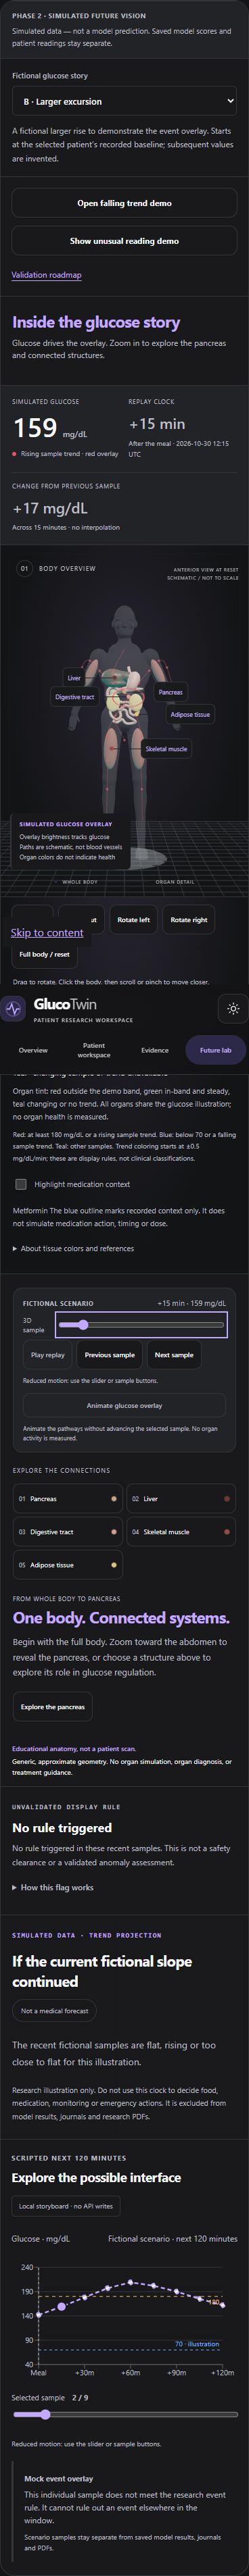 PHASE 2 · SIMULATED FUTURE VISION
Simulated data — not a model prediction. Saved models and
patient readings stay separate.
Fictional glucose story
B · Larger excursion
A fictional larger rise to demonstrate the event overlay. Starts
at the selected patient's recorded baseline; subsequent values
are invented.
Open falling trend demo
Show unusual reading demo
Validation roadmap
Inside the glucose story
Glucose drives the overlay. Zoom in to explore the pancreas
and connected structures.
SIMULATED GLUCOSE
159 mg/dL
Rising sample trend · red overlay
REPLAY CLOCK
+15 min
After the meal · 2026-10-30 12:15
UTC
CHANGE FROM PREVIOUS SAMPLE
+17 mg/dL
Across 15 minutes · no interpolation
01 BODY OVERVIEW
ANTERIOR VIEW AT RESET
SCHEMATIC / NOT TO SCALE
Liver
Pancreas
Digestive tract
Adipose tissue
Skeletal muscle
SIMULATED GLUCOSE OVERLAY
Overlay brightness tracks glucose
Paths are schematic, not blood vessels
Organ colors do not indicate health
WHOLE BODY
ORGAN DETAIL
ut
Rotate left
Rotate right
Skip to content
Full body / reset
Drag to rotate. Click the body, then scroll or pinch to move closer.
GlucoTwin
PATIENT RESEARCH WORKSPACE
Overview
Patient
workspace
Evidence
Future lab
Organ tint: red outside the demo band, green in-band and steady,
teal changing or no trend. All organs share the glucose illustration;
no organ health is measured.
Red: at least 180 mg/dL or a rising sample trend. Blue: below 70 or a falling
sample trend. Teal: other samples. Trend coloring starts at ±0.5
mg/dL/min; these are display rules, not clinical classifications.
Highlight medication context
Metformin The blue outline marks recorded context only. It does
not simulate medication action, timing or dose.
About tissue colors and references
FICTIONAL SCENARIO
+15 min · 159 mg/dL
3D
sample
Play replay
Previous sample
Next sample
Reduced motion: use the slider or sample buttons.
Animate glucose overlay
Animate the pathways without advancing the selected sample. No organ
activity is measured.
EXPLORE THE CONNECTIONS
01 Pancreas
02 Liver
03 Digestive tract
04 Skeletal muscle
05 Adipose tissue
FROM WHOLE BODY TO PANCREAS
One body. Connected systems.
Begin with the full body. Zoom toward the abdomen to
reveal the pancreas, or choose a structure above to
explore its role in glucose regulation.
Explore the pancreas
Educational anatomy, not a patient scan.
Generic, approximate geometry. No organ simulation, organ diagnosis, or
treatment guidance.
UNVALIDATED DISPLAY RULE
No rule triggered
No rule triggered in these recent samples. This is not a safety
clearance or a validated anomaly assessment.
How this flag works
SIMULATED DATA · TREND PROJECTION
If the current fictional slope
continued
Not a medical forecast
The recent fictional samples are flat, rising or too
close to flat for this illustration.
Research illustration only. Do not use this clock to decide food,
medication, monitoring or emergency actions. It is excluded from
model results, journals and research PDFs.
SCRIPTED NEXT 120 MINUTES
Explore the possible interface
Local storyboard · no API writes
Glucose · mg/dL
Fictional scenario · next 120 minutes
240
190
180
140
90
70 · illustration
40
Meal
+30m
+60m
+90m
+120m
Selected sample 2 / 9
Reduced motion: use the slider or sample buttons.
Mock event overlay
This individual sample does not meet the research event
rule. It cannot rule out an event elsewhere in the
window.
Scenario samples stay separate from saved model results, journals
and PDFs.